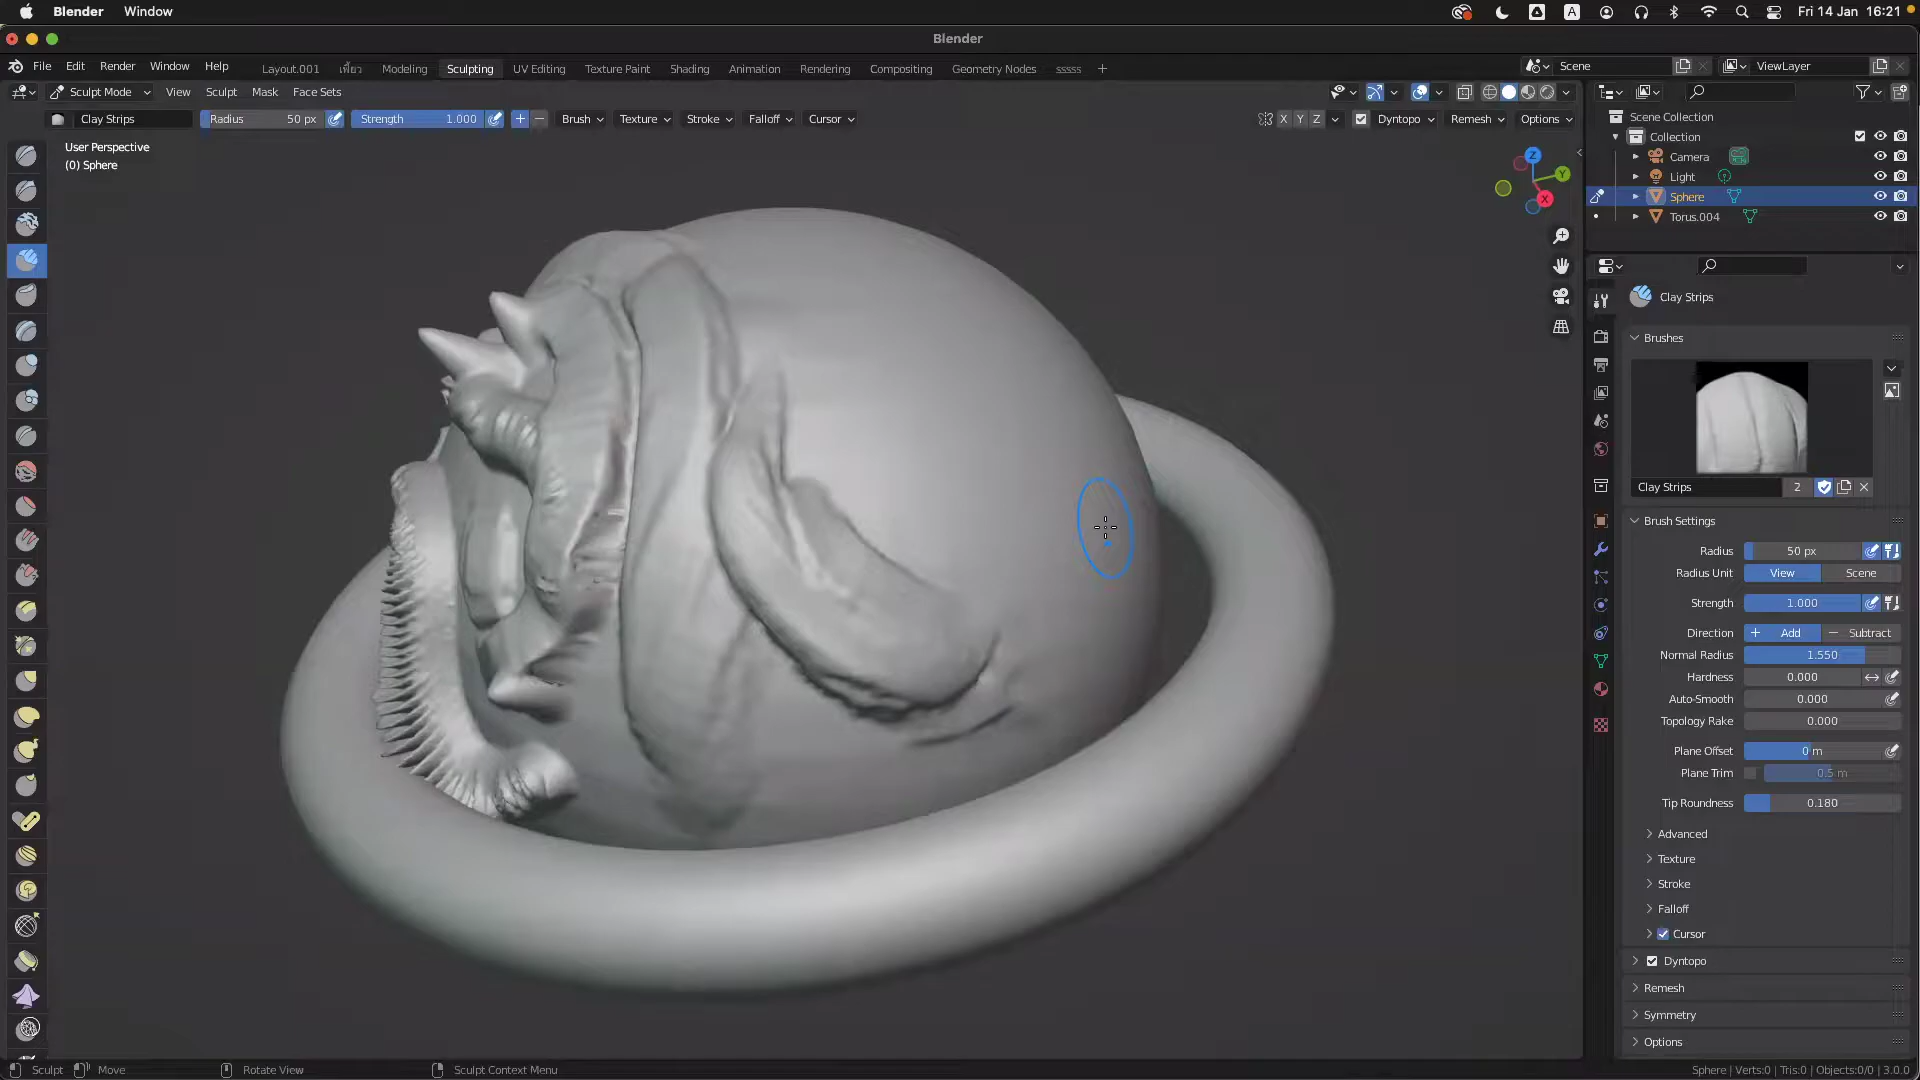 Blender Window A Fri 14 Jan 16:21
Blender
File Edit Render Window Help Layout.001 เพี้ยว Modeling Sculpting UV Editing Texture Paint Shading Animation Rendering Compositing Geometry Nodes sssss + Scene ViewLayer
Sculpt Mode View Sculpt Mask Face Sets
Clay Strips Radius 50 px Strength 1.000 + − Brush Texture Stroke Falloff Cursor X Y Z Dyntopo Remesh Options
User Perspective
(0) Sphere
Z
Y
X
Scene Collection
Collection
Camera
Light
Sphere
Torus.004
Clay Strips
Brushes
Clay Strips 2
Brush Settings
Radius 50 px
Radius Unit View Scene
Strength 1.000
Direction + Add − Subtract
Normal Radius 1.550
Hardness 0.000
Auto-Smooth 0.000
Topology Rake 0.000
Plane Offset 0 m
Plane Trim 0.5 m
Tip Roundness 0.180
Advanced
Texture
Stroke
Falloff
Cursor
Dyntopo
Remesh
Symmetry
Options
Sculpt Move Rotate View Sculpt Context Menu Sphere | Verts:0 | Tris:0 | Objects:0/0 | 3.0.0